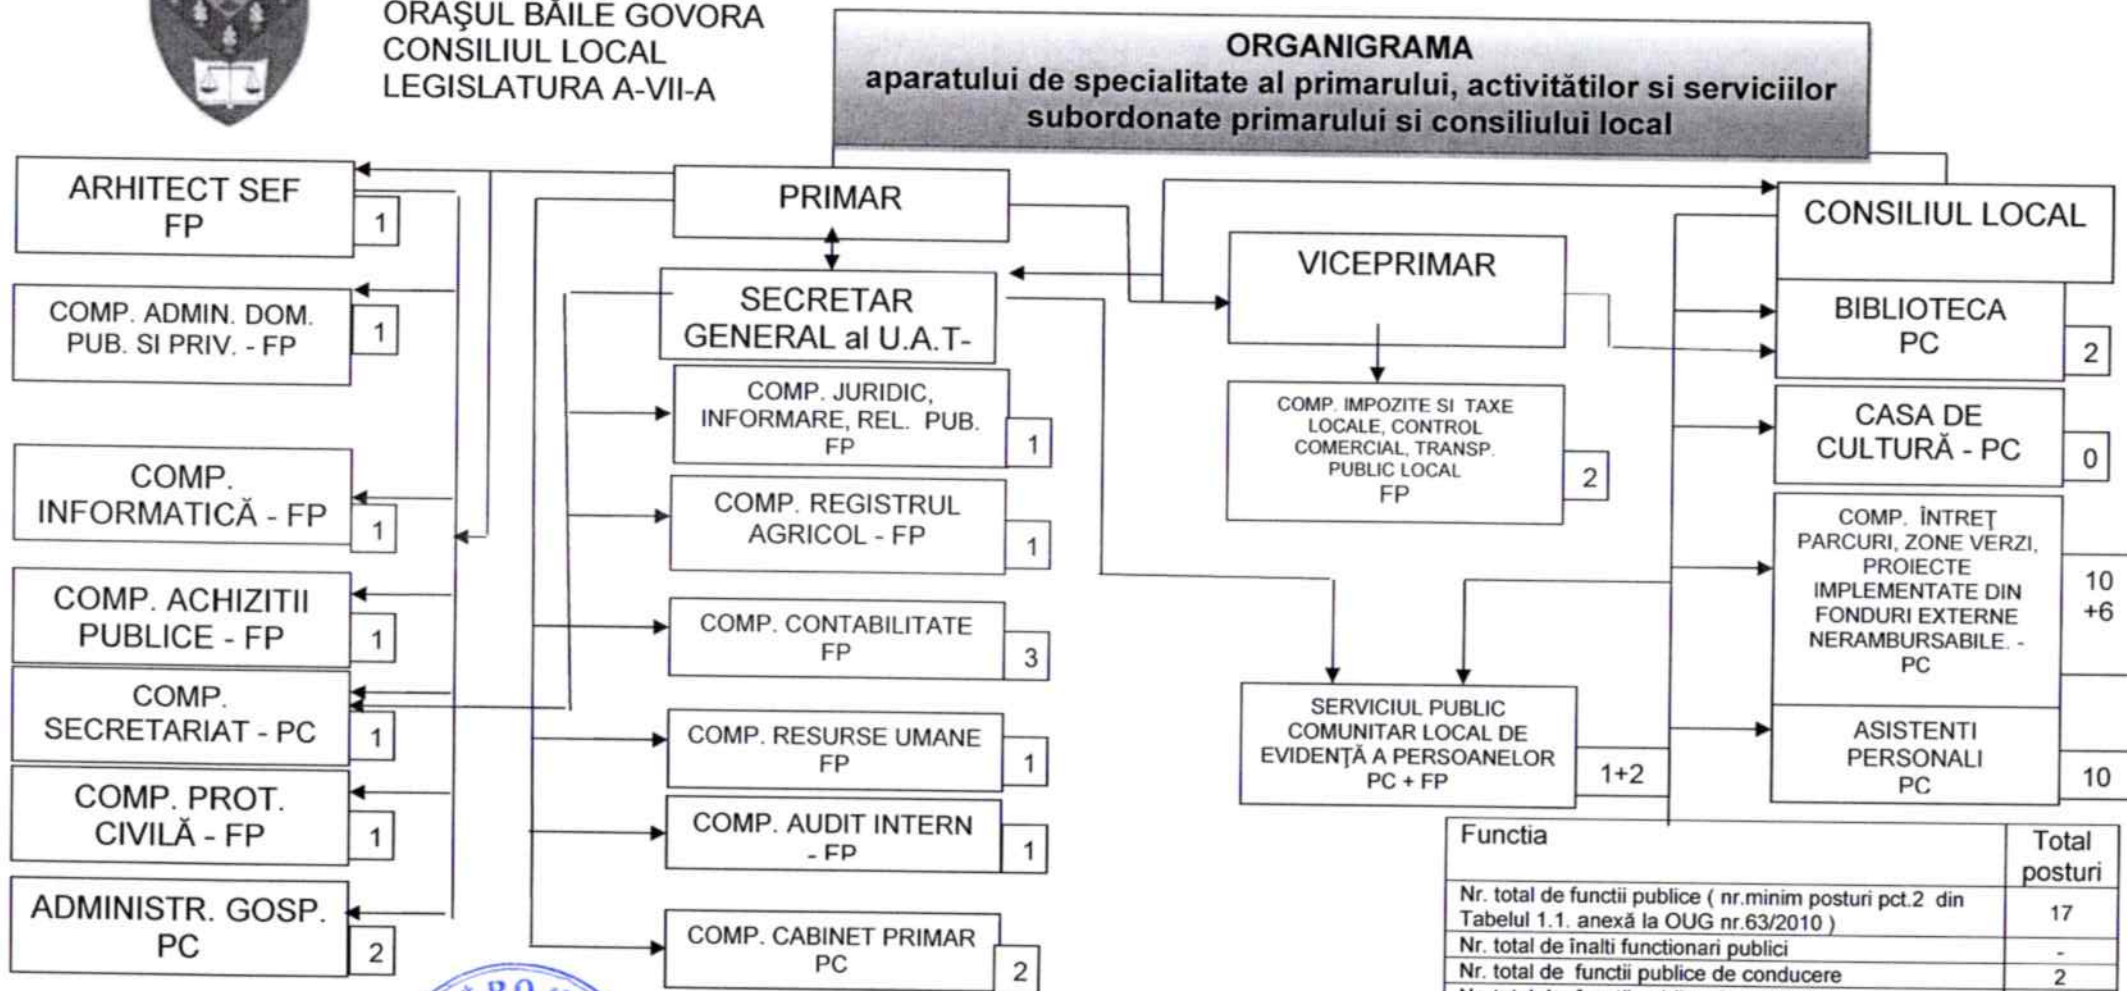 ORAŞUL BĂILE GOVORA
CONSILIUL LOCAL
LEGISLATURA A-VII-A
ORGANIGRAMA
aparatului de specialitate al primarului, activitătilor si serviciilor
subordonate primarului si consiliului local
ARHITECT SEF
FP
1
COMP. ADMIN. DOM.
PUB. SI PRIV. - FP
1
COMP.
INFORMATICĂ - FP
1
COMP. ACHIZITII
PUBLICE - FP
1
COMP.
SECRETARIAT - PC
1
COMP. PROT.
CIVILĂ - FP
1
ADMINISTR. GOSP.
PC
2
PRIMAR
SECRETAR
GENERAL al U.A.T-
COMP. JURIDIC,
INFORMARE, REL. PUB.
FP
1
COMP. REGISTRUL
AGRICOL - FP
1
COMP. CONTABILITATE
FP
3
COMP. RESURSE UMANE
FP
1
COMP. AUDIT INTERN
- FP
1
COMP. CABINET PRIMAR
PC
2
VICEPRIMAR
COMP. IMPOZITE SI TAXE
LOCALE, CONTROL
COMERCIAL, TRANSP.
PUBLIC LOCAL
FP
2
SERVICIUL PUBLIC
COMUNITAR LOCAL DE
EVIDENŢĂ A PERSOANELOR
PC + FP
1+2
CONSILIUL LOCAL
BIBLIOTECA
PC
2
CASA DE
CULTURĂ - PC
0
COMP. ÎNTREŢ
PARCURI, ZONE VERZI,
PROIECTE
IMPLEMENTATE DIN
FONDURI EXTERNE
NERAMBURSABILE. -
PC
10
+6
ASISTENTI
PERSONALI
PC
10
Functia
Total
posturi
Nr. total de functii publice ( nr.minim posturi pct.2 din
Tabelul 1.1. anexă la OUG nr.63/2010 )
17
Nr. total de înalti functionari publici
-
Nr. total de functii publice de conducere
2